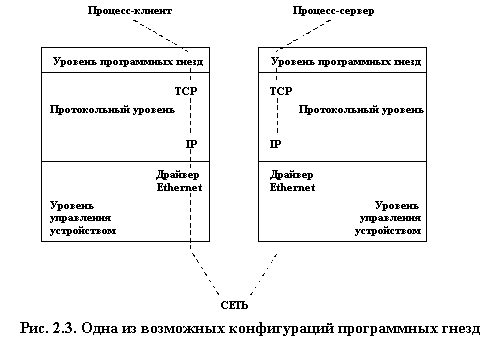 Процесс-клиент
Процесс-сервер
Уровень программных гнезд
Уровень программных гнезд
TCP
TCP
Протокольный уровень
Протокольный уровень
IP
IP
Драйвер
Ethernet
Драйвер
Ethernet
Уровень
управления
устройством
Уровень
управления
устройством
СЕТЬ
Рис. 2.3. Одна из возможных конфигураций программных гнезд